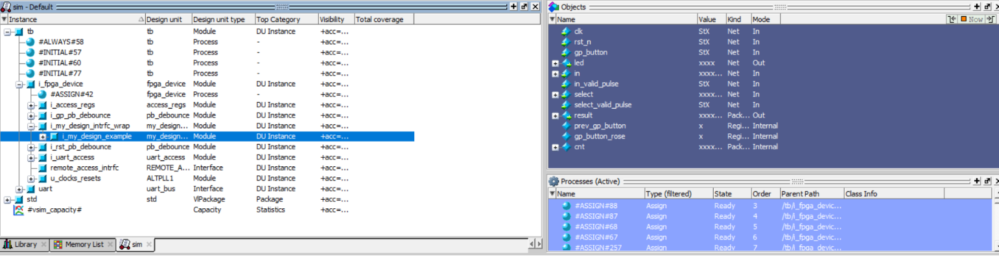 sim - Default
Instance Design unit Design unit type Top Category Visibility Total coverage
tb tb Module DU Instance +acc=...
#ALWAYS#58 tb Process - +acc=...
#INITIAL#57 tb Process - +acc=...
#INITIAL#60 tb Process - +acc=...
#INITIAL#77 tb Process - +acc=...
i_fpga_device fpga_device Module DU Instance +acc=...
#ASSIGN#42 fpga_device Process - +acc=...
i_access_regs access_regs Module DU Instance +acc=...
i_gp_pb_debounce pb_debounce Module DU Instance +acc=...
i_my_design_intrfc_wrap my_design... Module DU Instance +acc=...
i_my_design_example my_design... Module DU Instance +acc=...
i_rst_pb_debounce pb_debounce Module DU Instance +acc=...
i_uart_access uart_access Module DU Instance +acc=...
remote_access_intrfc REMOTE_A... Interface DU Instance +acc=...
u_clocks_resets ALTPLL1 Module DU Instance +acc=...
uart uart_bus Interface DU Instance +acc=...
std std VlPackage Package +acc=...
#vsim_capacity# Capacity Statistics +acc=...
Library Memory List sim
Objects
Name Value Kind Mode Now
clk StX Net In
rst_n StX Net In
gp_button StX Net In
led xxxx Net Out
in xxxx... Net In
in_valid_pulse StX Net In
select xxxx... Net In
select_valid_pulse StX Net In
result xxxx... Pack... Out
prev_gp_button x Regi... Internal
gp_button_rose x Regi... Internal
cnt xxxx... Pack... Internal
Processes (Active)
Name Type (filtered) State Order Parent Path Class Info
#ASSIGN#88 Assign Ready 3 /tb/i_fpga_devic...
#ASSIGN#87 Assign Ready 4 /tb/i_fpga_devic...
#ASSIGN#68 Assign Ready 5 /tb/i_fpga_devic...
#ASSIGN#67 Assign Ready 6 /tb/i_fpga_devic...
#ASSIGN#257 Assign Ready 7 /tb/i_fpga_devic...